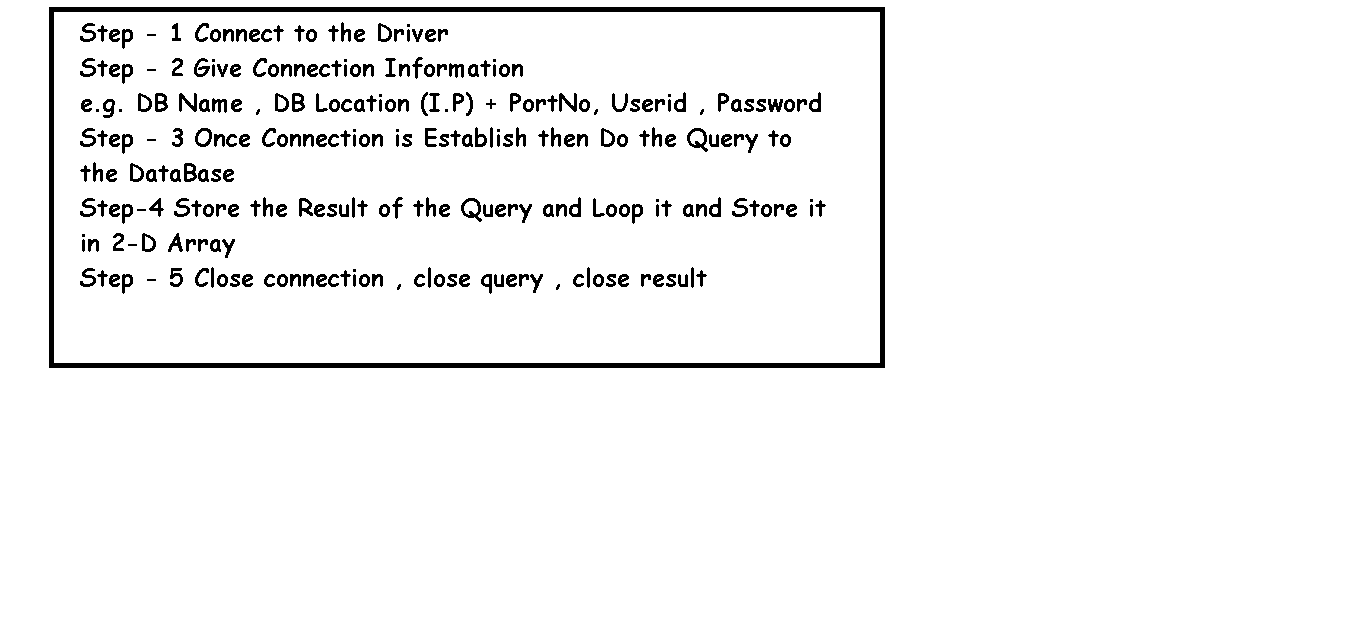 Step - 1 Connect to the Driver
Step - 2 Give Connection Information
e.g. DB Name , DB Location (I.P) + PortNo, Userid , Password
Step - 3 Once Connection is Establish then Do the Query to
the DataBase
Step-4 Store the Result of the Query and Loop it and Store it
in 2-D Array
Step - 5 Close connection , close query , close result